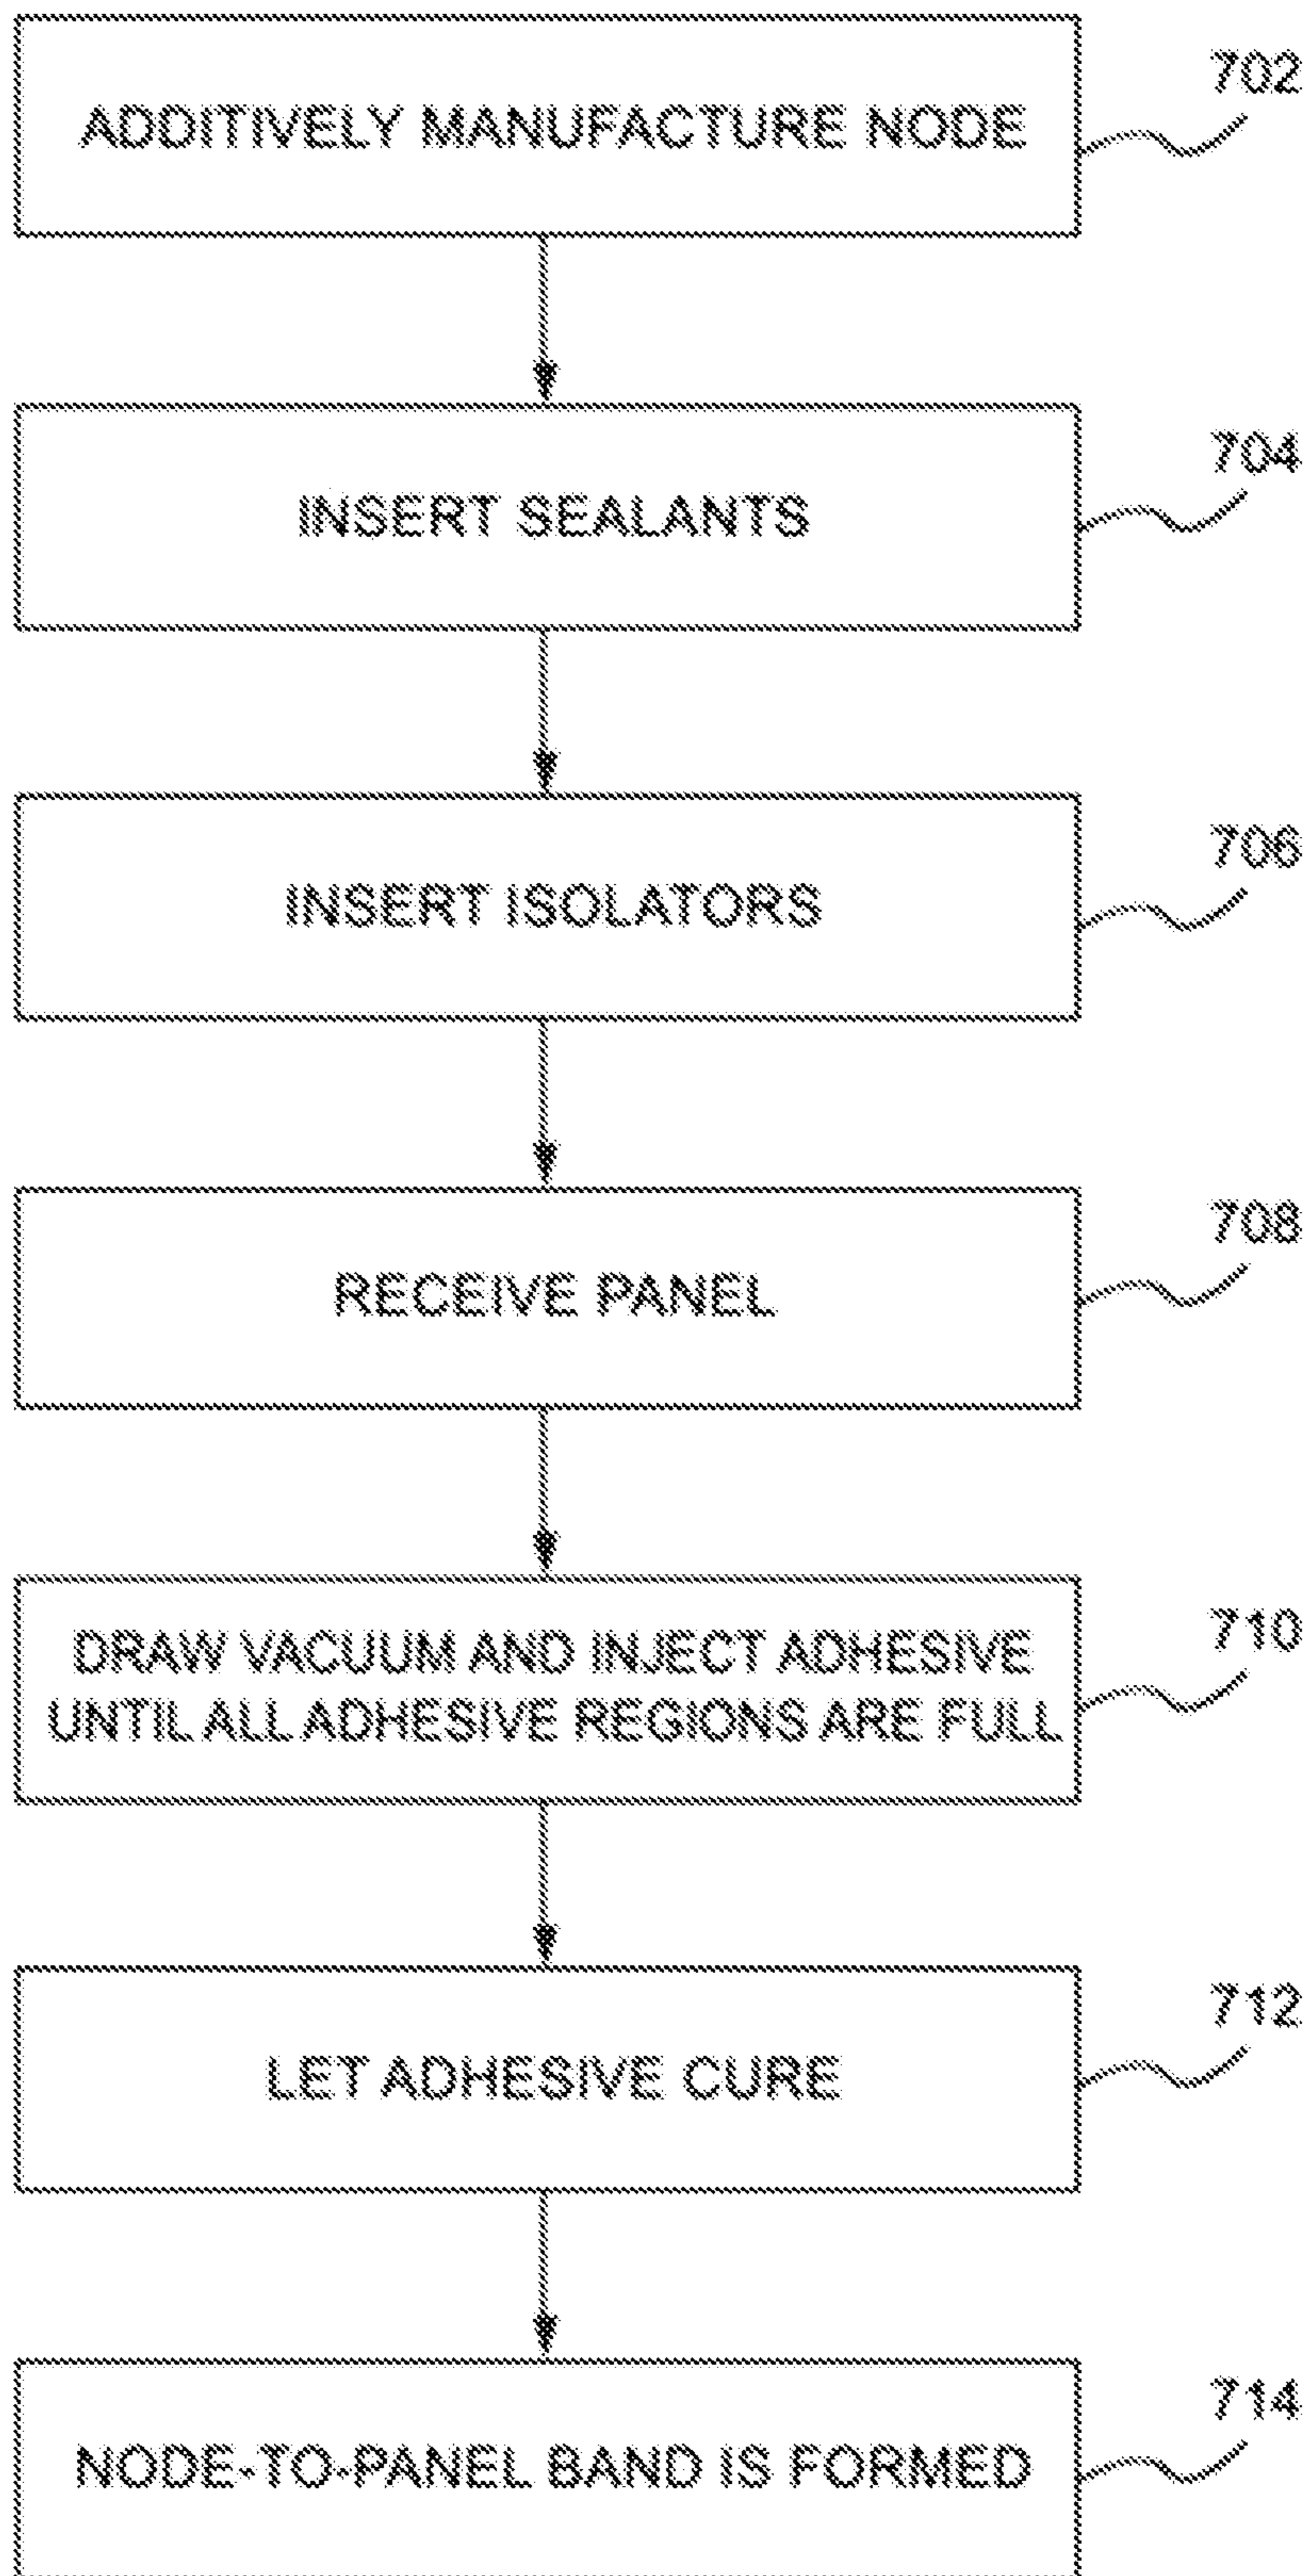 ADDITIVELY MANUFACTURE NODE
702
INSERT SEALANTS
704
INSERT ISOLATORS
706
RECEIVE PANEL
708
DRAW VACUUM AND INJECT ADHESIVE
UNTIL ALL ADHESIVE REGIONS ARE FULL
710
LET ADHESIVE CURE
712
NODE-TO-PANEL BAND IS FORMED
714